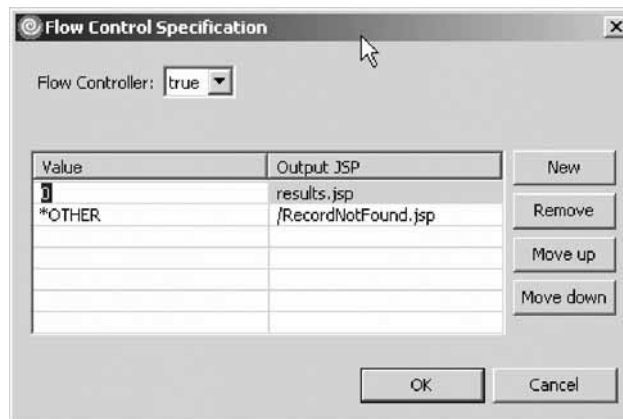 Flow Control Specification
Flow Controller: true
Value Output JSP
0 results.jsp
*OTHER /RecordNotFound.jsp
New
Remove
Move up
Move down
OK Cancel